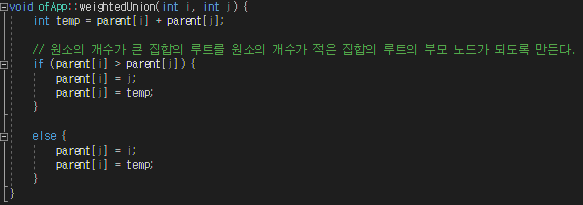 void ofApp::weightedUnion(int i, int j) {
int temp = parent[i] + parent[j];
// 원소의 개수가 큰 집합의 루트를 원소의 개수가 적은 집합의 루트의 부모 노드가 되도록 만든다.
if (parent[i] > parent[j]) {
parent[i] = j;
parent[j] = temp;
}
else {
parent[j] = i;
parent[i] = temp;
}
}